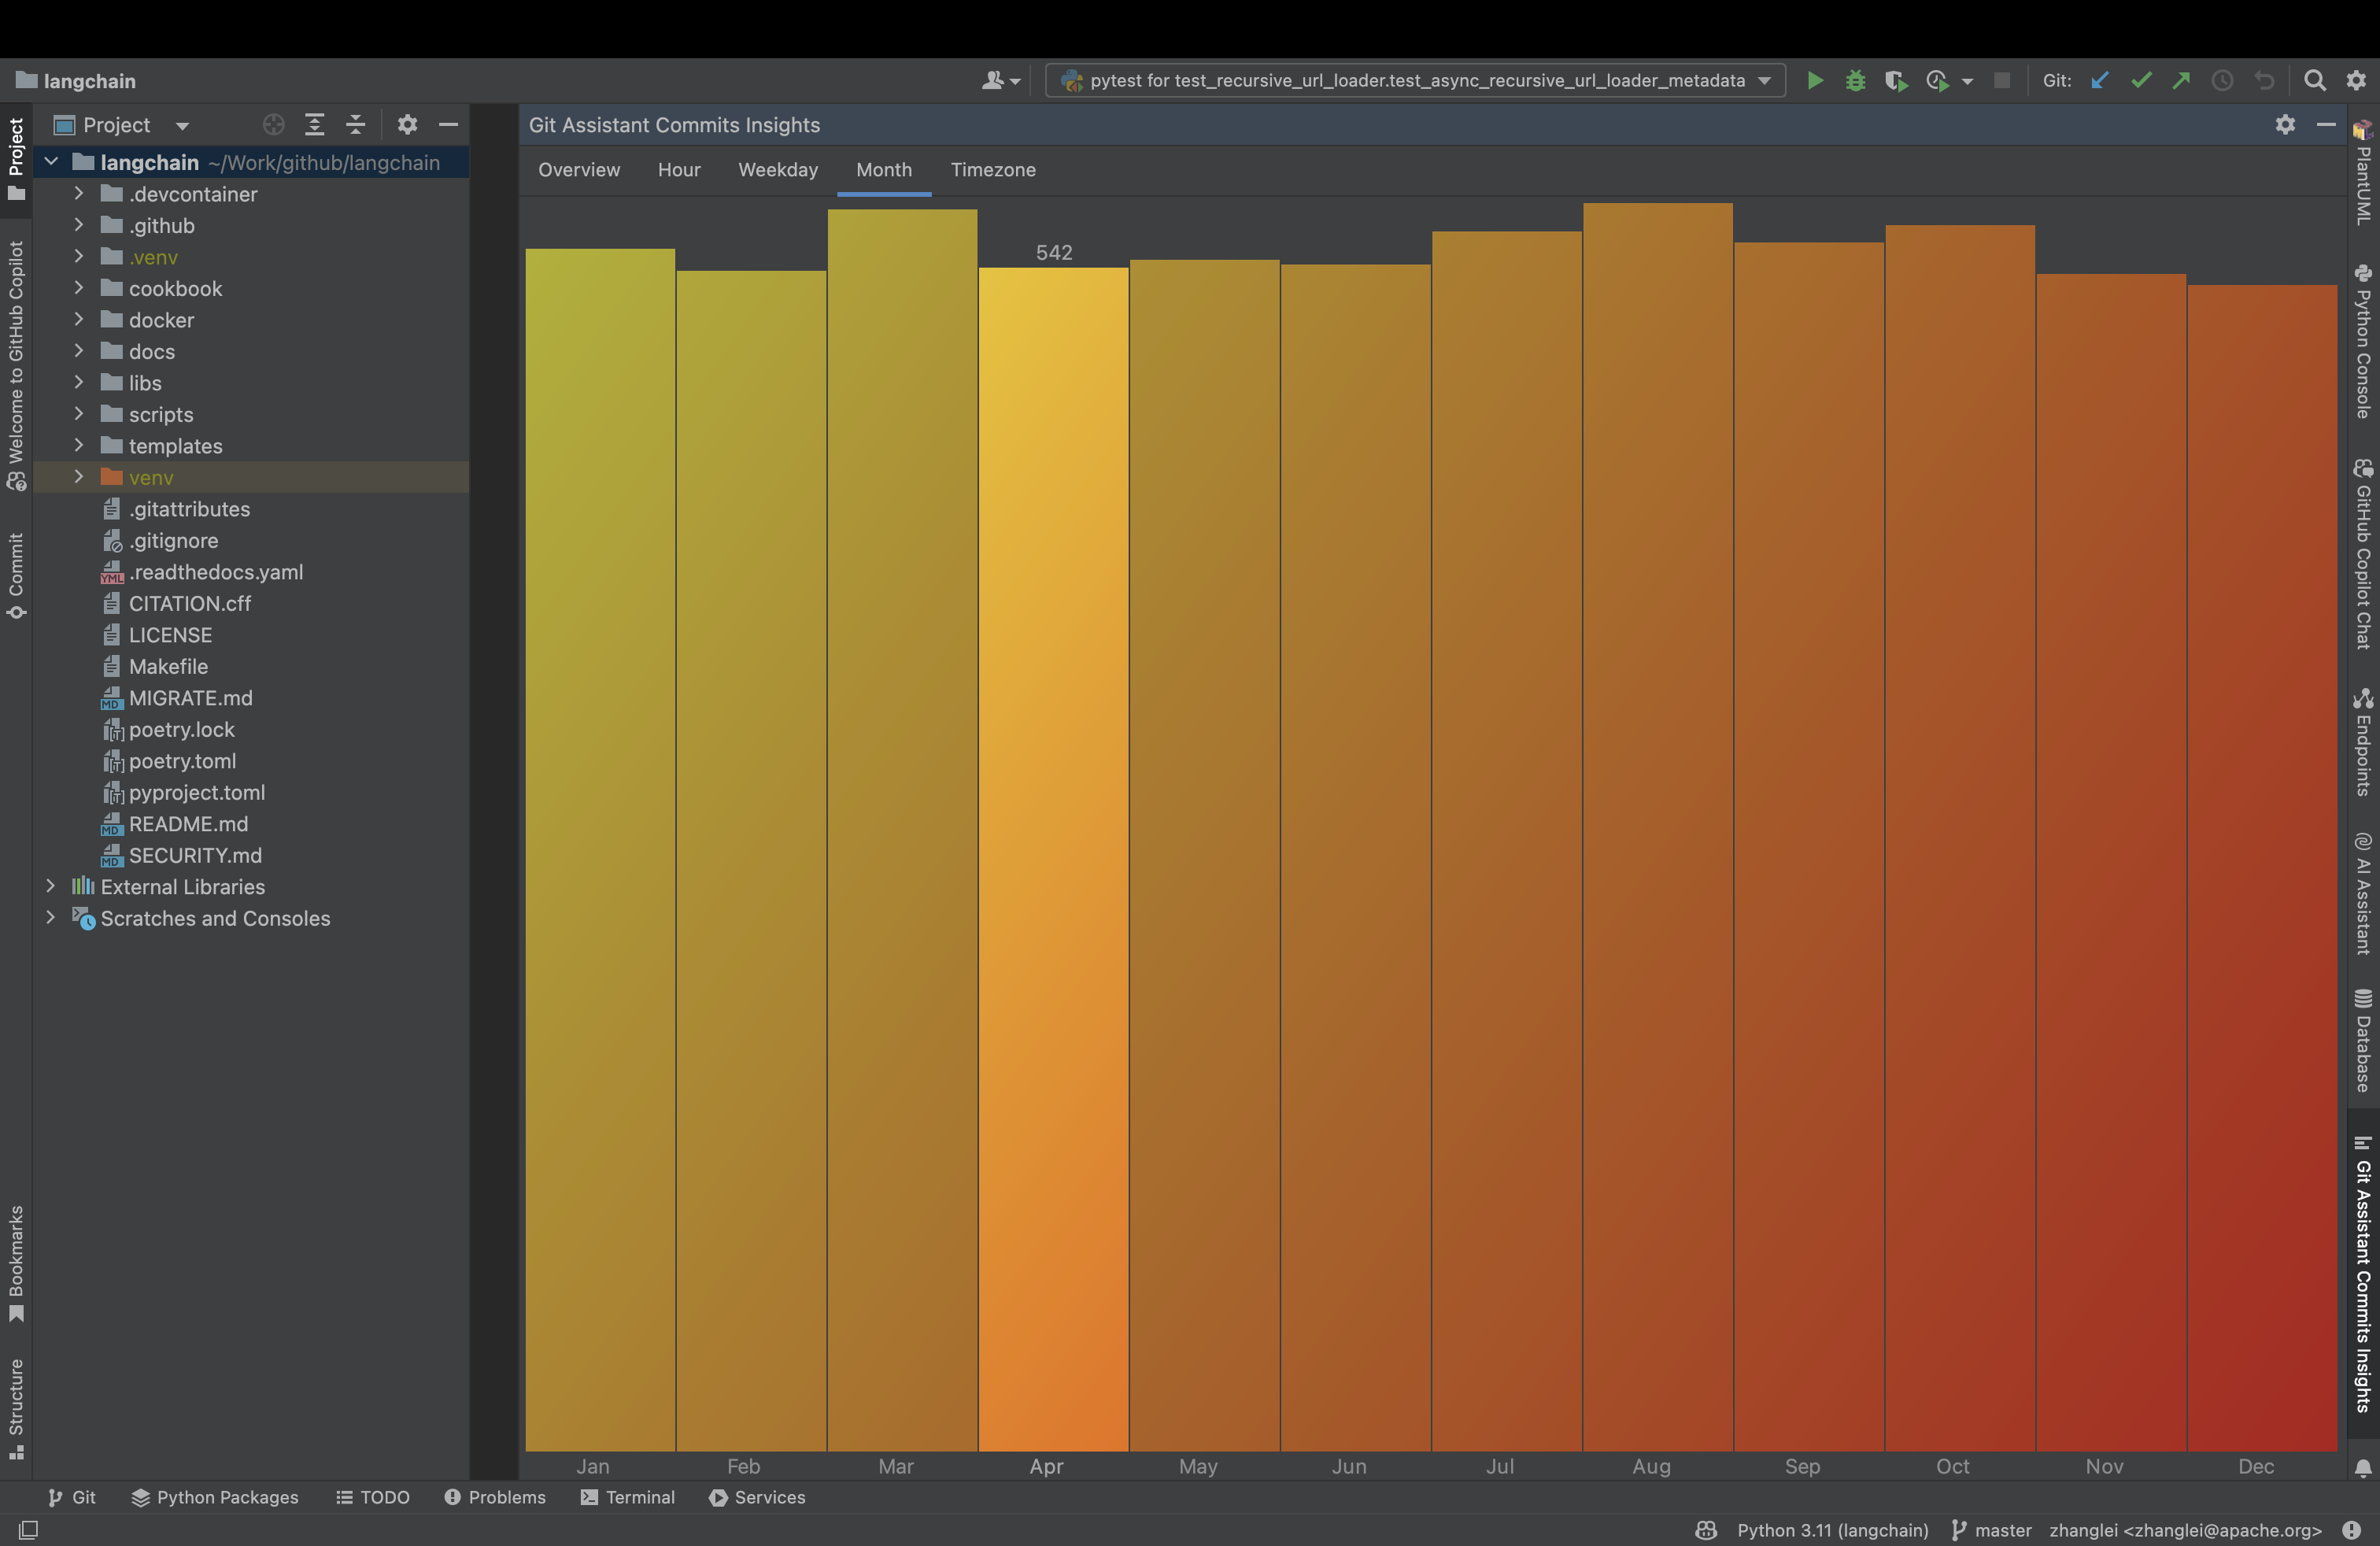 langchain
pytest for test_recursive_url_loader.test_async_recursive_url_loader_metadata
Git:
Project
Project
Welcome to GitHub Copilot
Commit
Bookmarks
Structure
langchain ~/Work/github/langchain
.devcontainer
.github
.venv
cookbook
docker
docs
libs
scripts
templates
venv
.gitattributes
.gitignore
YML .readthedocs.yaml
CITATION.cff
LICENSE
Makefile
MD MIGRATE.md
poetry.lock
poetry.toml
pyproject.toml
MD README.md
MD SECURITY.md
External Libraries
Scratches and Consoles
Git Assistant Commits Insights
Overview Hour Weekday Month Timezone
542
Jan Feb Mar Apr May Jun Jul Aug Sep Oct Nov Dec
PlantUML
Python Console
GitHub Copilot Chat
Endpoints
AI Assistant
Database
Git Assistant Commits Insights
Git Python Packages TODO Problems Terminal Services
Python 3.11 (langchain) master zhanglei <zhanglei@apache.org>